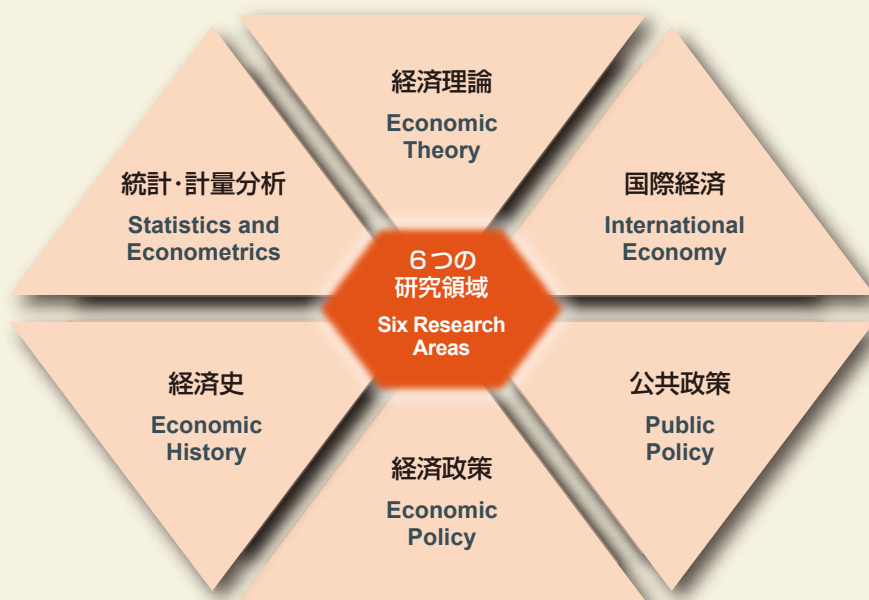 経済理論
Economic
Theory
統計・計量分析
Statistics and
Econometrics
国際経済
International
Economy
6つの
研究領域
Six Research
Areas
経済史
Economic
History
公共政策
Public
Policy
経済政策
Economic
Policy